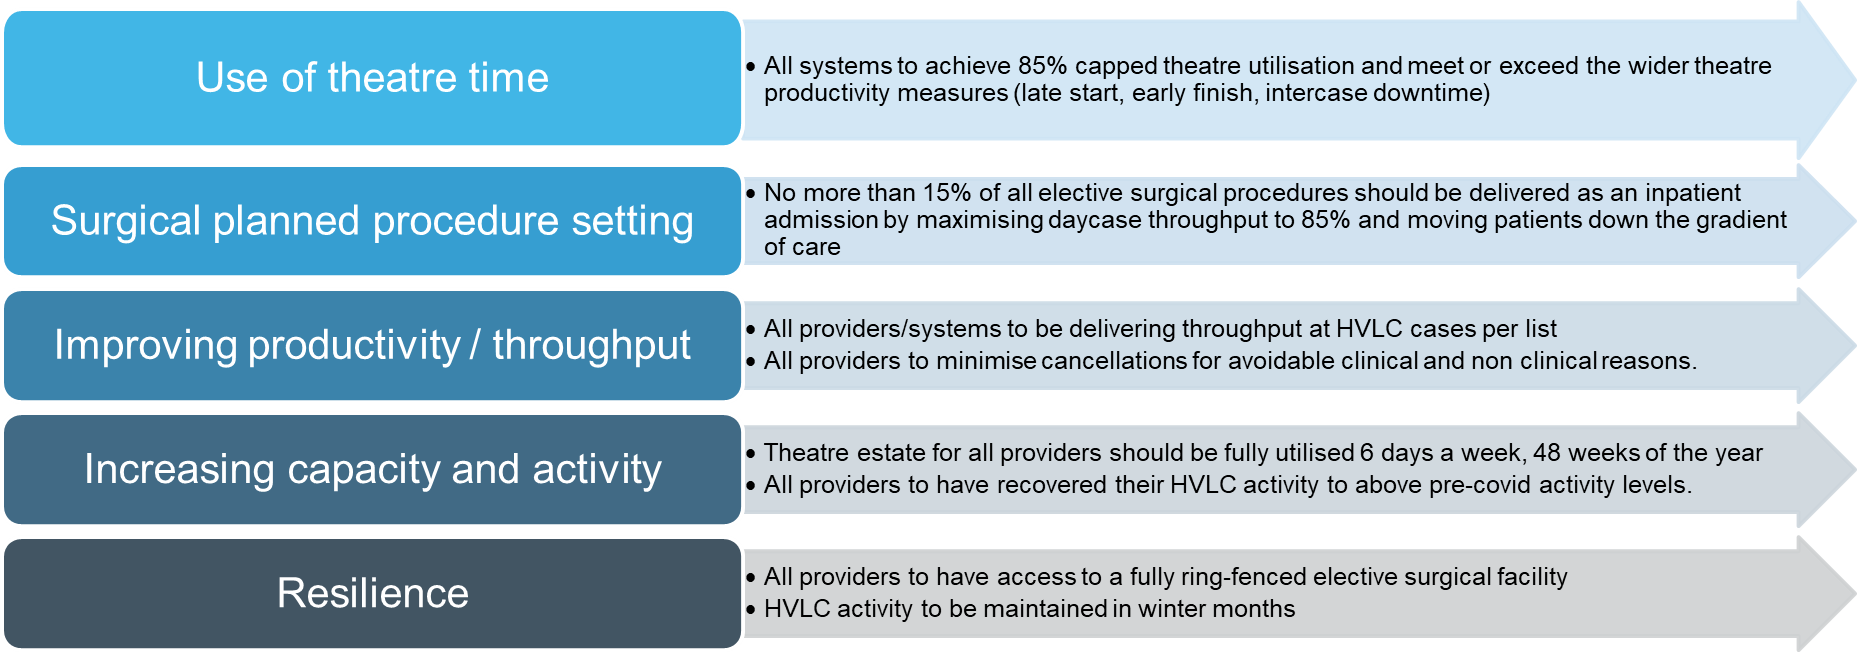 Use of theatre time
• All systems to achieve 85% capped theatre utilisation and meet or exceed the wider theatre
productivity measures (late start, early finish, intercase downtime)
Surgical planned procedure setting
• No more than 15% of all elective surgical procedures should be delivered as an inpatient
admission by maximising daycase throughput to 85% and moving patients down the gradient
of care
Improving productivity / throughput
• All providers/systems to be delivering throughput at HVLC cases per list
• All providers to minimise cancellations for avoidable clinical and non clinical reasons.
Increasing capacity and activity
• Theatre estate for all providers should be fully utilised 6 days a week, 48 weeks of the year
• All providers to have recovered their HVLC activity to above pre-covid activity levels.
Resilience
• All providers to have access to a fully ring-fenced elective surgical facility
• HVLC activity to be maintained in winter months